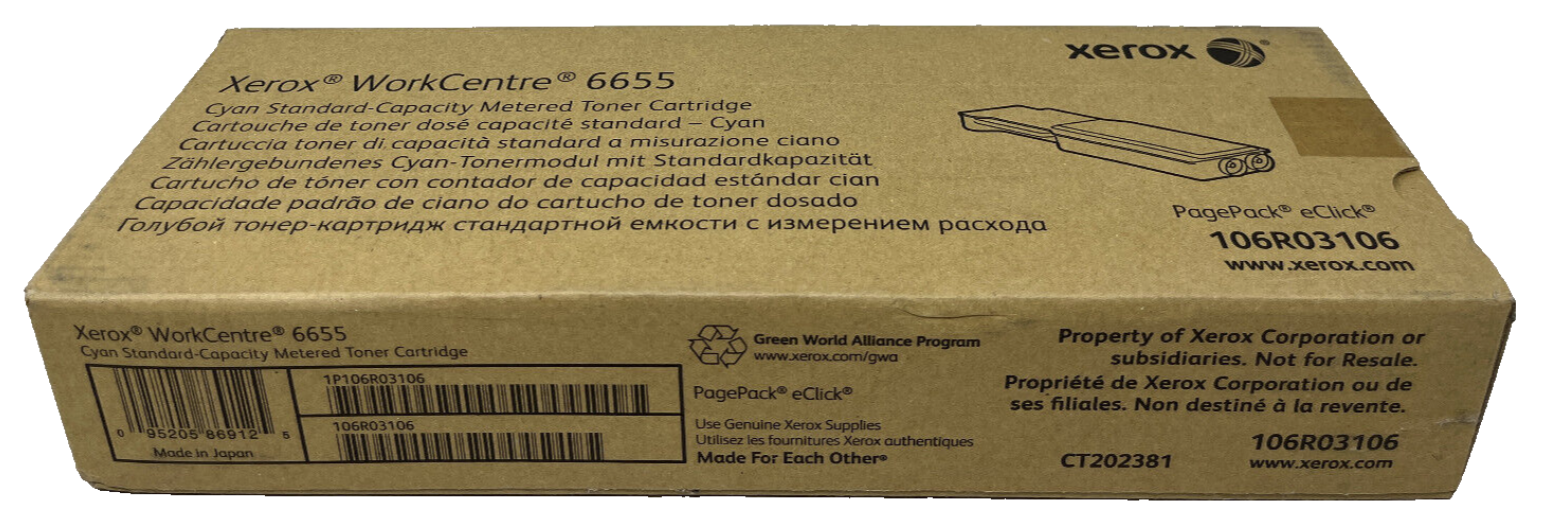 xerox
Xerox® WorkCentre® 6655
Cyan Standard-Capacity Metered Toner Cartridge
Cartouche de toner dosé capacité standard – Cyan
Cartuccia toner di capacità standard a misurazione ciano
Zählergebundenes Cyan-Tonermodul mit Standardkapazität
Cartucho de tóner con contador de capacidad estándar cian
Capacidade padrão de ciano do cartucho de toner dosado
Голубой тонер-картридж стандартной емкости с измерением расхода
PagePack® eClick®
106R03106
www.xerox.com
Xerox® WorkCentre® 6655
Cyan Standard-Capacity Metered Toner Cartridge
1P106R03106
106R03106
0 95205 86912 5
Made in Japan
Green World Alliance Program
www.xerox.com/gwa
PagePack® eClick®
Use Genuine Xerox Supplies
Utilisez les fournitures Xerox authentiques
Made For Each Other®
Property of Xerox Corporation or
subsidiaries. Not for Resale.
Propriété de Xerox Corporation ou de
ses filiales. Non destiné à la revente.
CT202381
106R03106
www.xerox.com